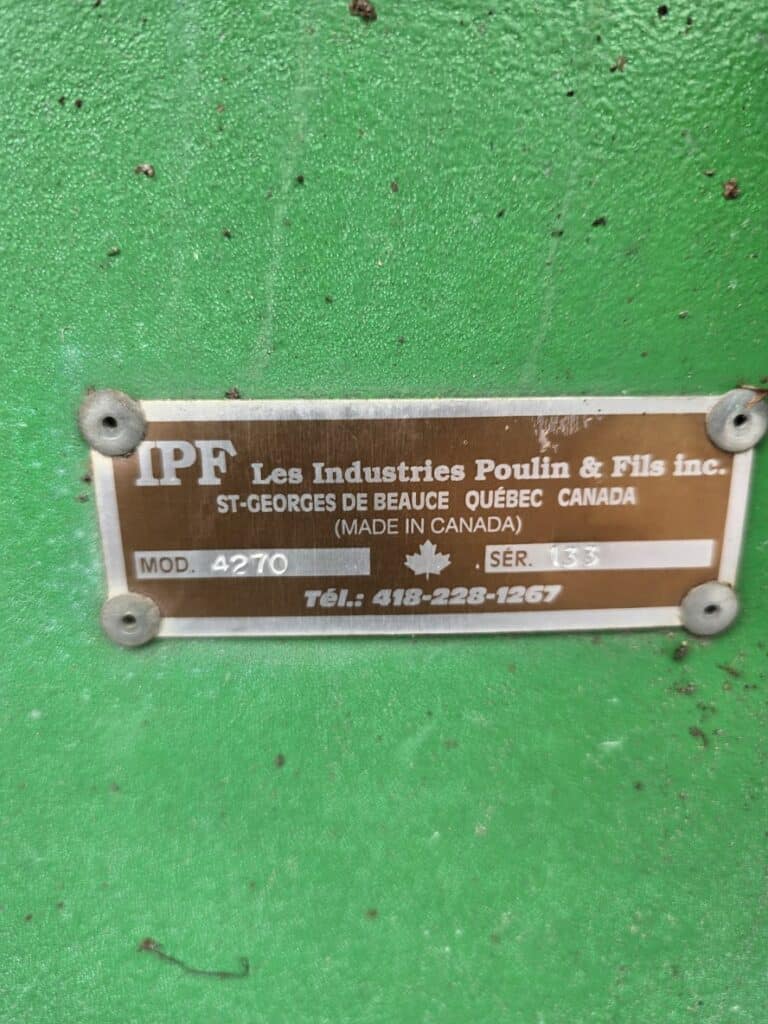 IPF Les Industries Poulin & Fils inc.
ST-GEORGES DE BEAUCE QUÉBEC CANADA
(MADE IN CANADA)
MOD. 4270 SÉR. 133
Tél.: 418-228-1267